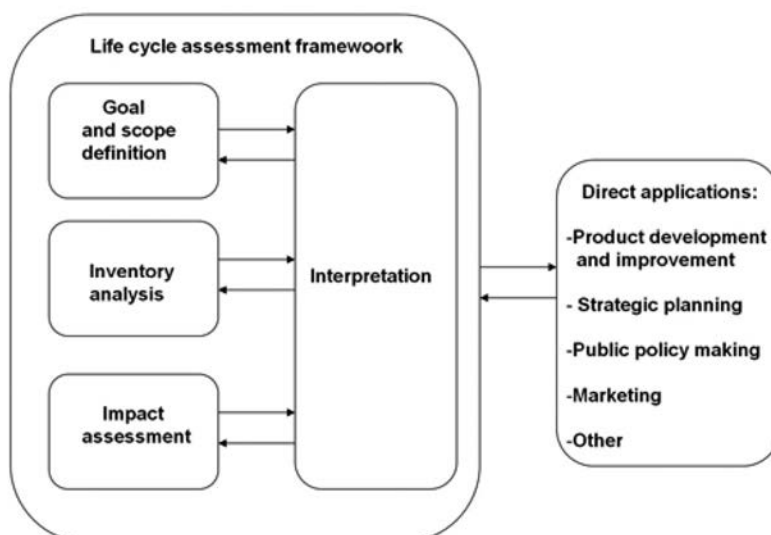 Life cycle assessment framewoork
Goal
and scope
definition
Inventory
analysis
Impact
assessment
Interpretation
Direct applications:
-Product development
and improvement
- Strategic planning
-Public policy making
-Marketing
-Other